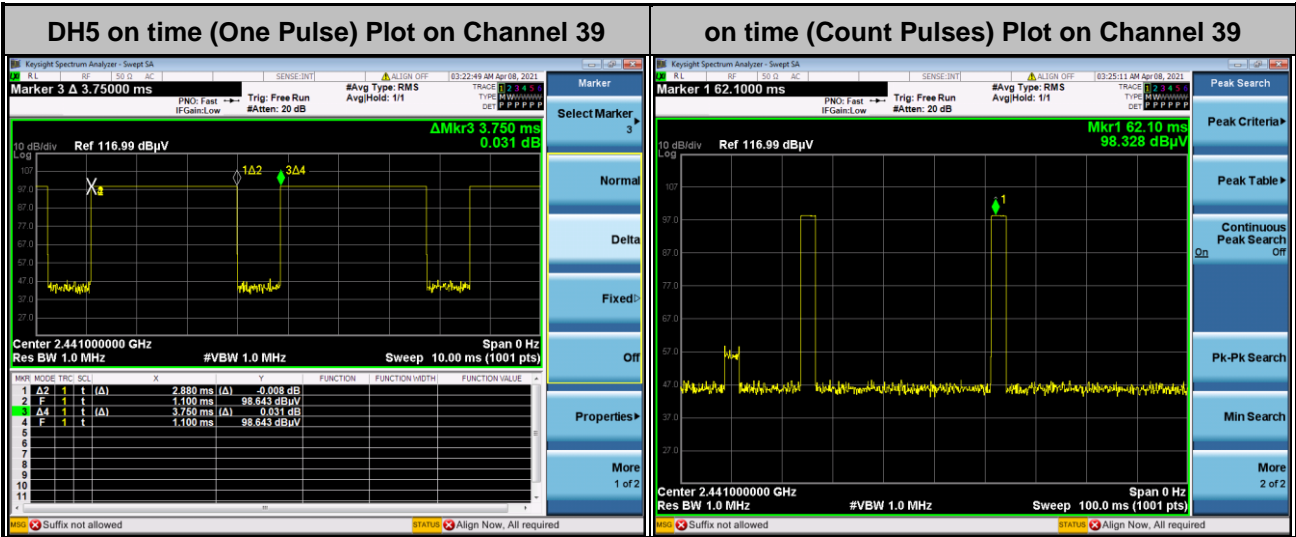 DH5 on time (One Pulse) Plot on Channel 39
on time (Count Pulses) Plot on Channel 39
Keysight Spectrum Analyzer - Swept SA
RL RF 50 Ω AC SENSE:INT ALIGN OFF 03:22:49 AM Apr 08, 2021
Marker 3 Δ 3.75000 ms
PNO: Fast
IFGain:Low
Trig: Free Run
#Atten: 20 dB
#Avg Type: RMS
Avg|Hold: 1/1
TRACE 1 2 3 4 5 6
TYPE M W W W W W
DET P P P P P P
ΔMkr3 3.750 ms
0.031 dB
10 dB/div Ref 116.99 dBµV
Log
107
97.0
87.0
77.0
67.0
57.0
47.0
37.0
27.0
1Δ2
3Δ4
Center 2.441000000 GHz Span 0 Hz
Res BW 1.0 MHz #VBW 1.0 MHz Sweep 10.00 ms (1001 pts)
MKR MODE TRC SCL X Y FUNCTION FUNCTION WIDTH FUNCTION VALUE
1 Δ2 1 t (Δ) 2.880 ms (Δ) -0.008 dB
2 F 1 t 1.100 ms 98.643 dBµV
3 Δ4 1 t (Δ) 3.750 ms (Δ) 0.031 dB
4 F 1 t 1.100 ms 98.643 dBµV
5
6
7
8
9
10
11
MSG Suffix not allowed STATUS Align Now, All required
Marker
Select Marker
3
Normal
Delta
Fixed
Off
Properties
More
1 of 2
Keysight Spectrum Analyzer - Swept SA
RL RF 50 Ω AC SENSE:INT ALIGN OFF 03:25:11 AM Apr 08, 2021
Marker 1 62.1000 ms
PNO: Fast
IFGain:Low
Trig: Free Run
#Atten: 20 dB
#Avg Type: RMS
Avg|Hold: 1/1
TRACE 1 2 3 4 5 6
TYPE M W W W W W
DET P P P P P P
Mkr1 62.10 ms
98.328 dBµV
10 dB/div Ref 116.99 dBµV
Log
107
97.0
87.0
77.0
67.0
57.0
47.0
37.0
27.0
1
Center 2.441000000 GHz Span 0 Hz
Res BW 1.0 MHz #VBW 1.0 MHz Sweep 100.0 ms (1001 pts)
MSG Suffix not allowed STATUS Align Now, All required
Peak Search
Peak Criteria
Peak Table
Continuous
Peak Search
On Off
Pk-Pk Search
Min Search
More
2 of 2